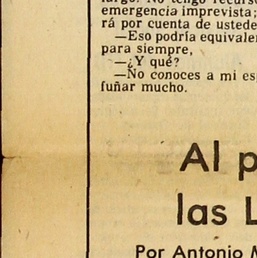 largo. No tengo recurso
emergencia imprevista;
rá por cuenta de ustede
—Eso podría equivaler
para siempre,
—¿Y qué?
—No conoces a mi es
fuñar mucho.
Al p
las L
Por Antonio M